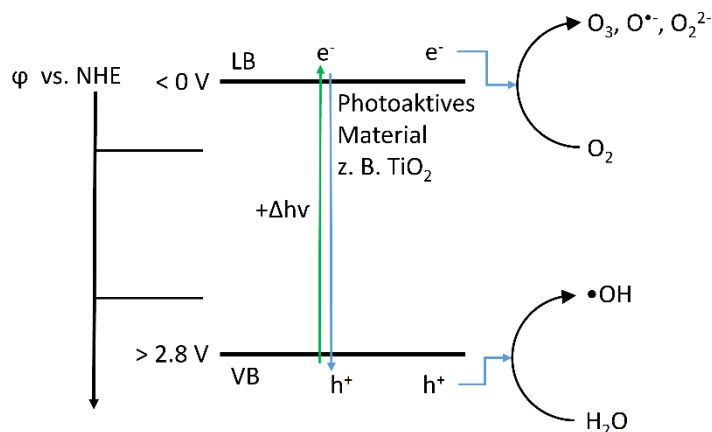 φ vs. NHE
< 0 V
LB
e⁻
e⁻
O₃, O•⁻, O₂²⁻
Photoaktives
Material
z. B. TiO₂
O₂
+Δhν
•OH
> 2.8 V
VB
h⁺
h⁺
H₂O